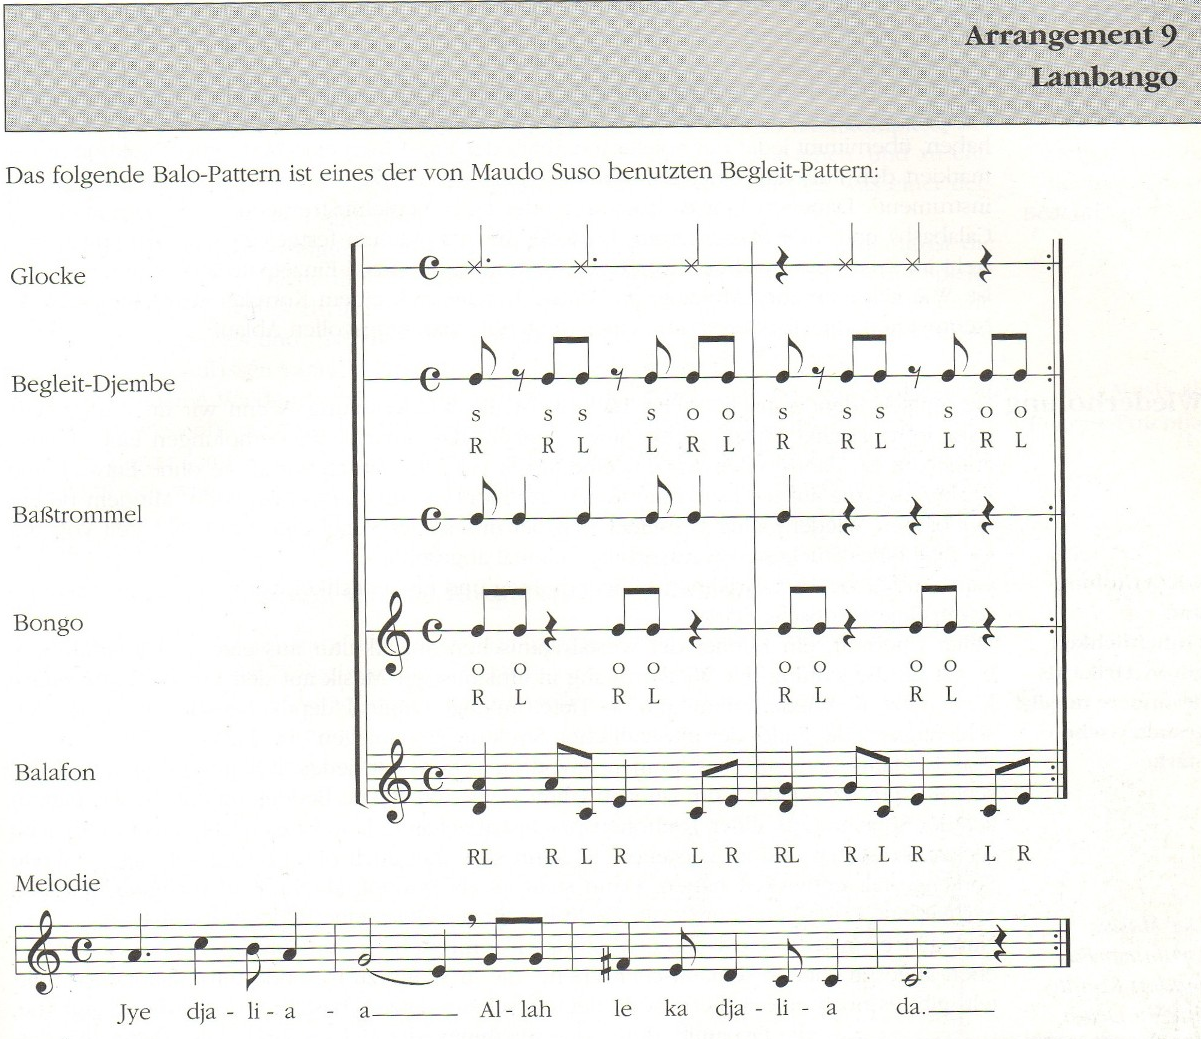 Arrangement 9
Lambango
Das folgende Balo-Pattern ist eines der von Maudo Suso benutzten Begleit-Pattern:
Glocke
Begleit-Djembe
s s s s o o s s s s o o
R R L L R L R R L L R L
Baßtrommel
Bongo
o o o o o o o o
R L R L R L R L
Balafon
RL R L R L R RL R L R L R
Melodie
Jye dja - li - a - a Al - lah le ka dja - li - a da.